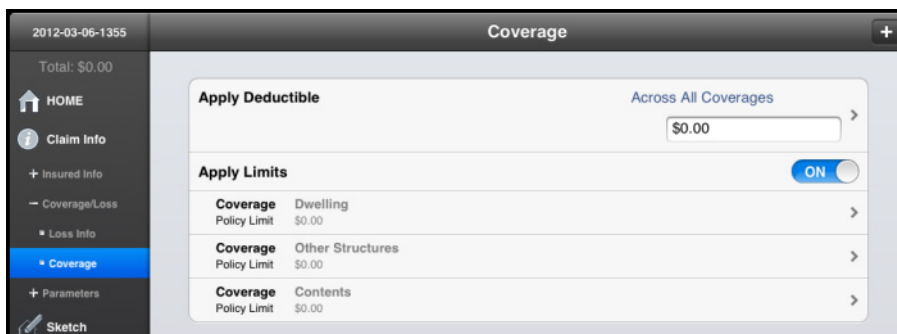 2012-03-06-1355
Coverage
+
Total: $0.00
HOME
Claim Info
+ Insured Info
− Coverage/Loss
Loss Info
Coverage
+ Parameters
Sketch
Apply Deductible
Across All Coverages
$0.00
Apply Limits
ON
Coverage Dwelling
Policy Limit $0.00
Coverage Other Structures
Policy Limit $0.00
Coverage Contents
Policy Limit $0.00